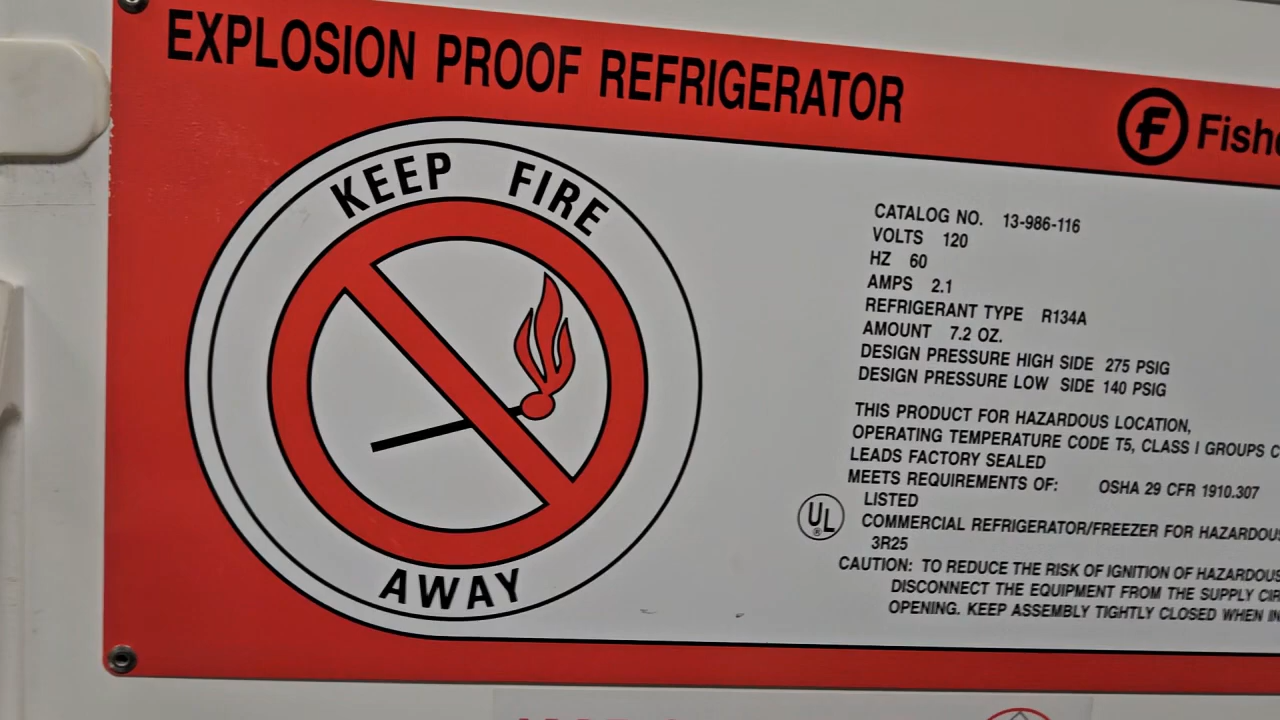 EXPLOSION PROOF REFRIGERATOR
Fishe
KEEP FIRE
AWAY
CATALOG NO. 13-986-116
VOLTS 120
HZ 60
AMPS 2.1
REFRIGERANT TYPE R134A
AMOUNT 7.2 OZ.
DESIGN PRESSURE HIGH SIDE 275 PSIG
DESIGN PRESSURE LOW SIDE 140 PSIG
THIS PRODUCT FOR HAZARDOUS LOCATION,
OPERATING TEMPERATURE CODE T5, CLASS I GROUPS C
LEADS FACTORY SEALED
MEETS REQUIREMENTS OF: OSHA 29 CFR 1910.307
UL ®
LISTED
COMMERCIAL REFRIGERATOR/FREEZER FOR HAZARDOUS
3R25
CAUTION: TO REDUCE THE RISK OF IGNITION OF HAZARDOUS
DISCONNECT THE EQUIPMENT FROM THE SUPPLY CIR
OPENING. KEEP ASSEMBLY TIGHTLY CLOSED WHEN IN